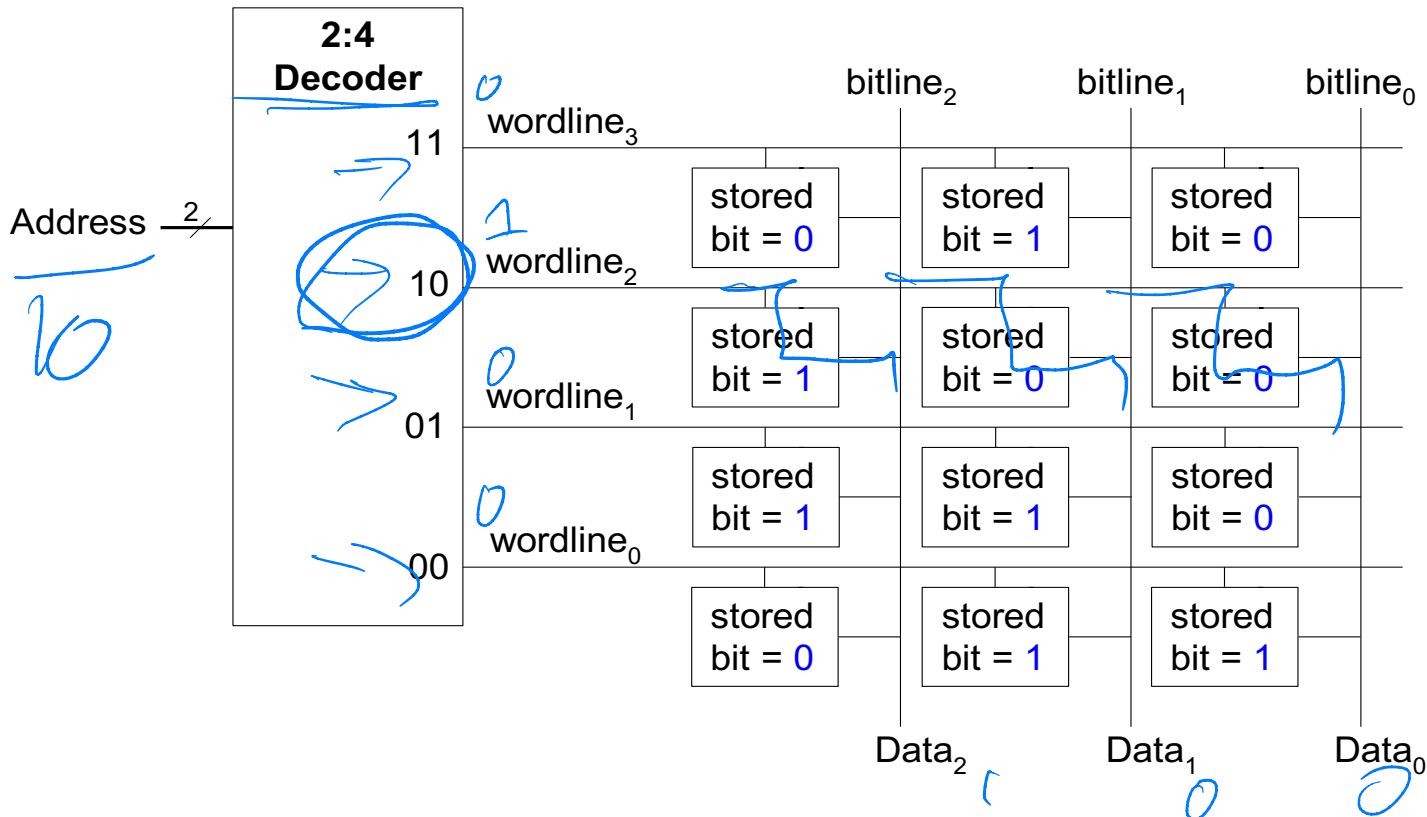 2:4
Decoder
0
bitline₂ bitline₁ bitline₀
wordline₃
11
stored bit = 0
stored bit = 1
stored bit = 0
Address 2
10
1
wordline₂
10
stored bit = 1
stored bit = 0
stored bit = 0
0
wordline₁
01
stored bit = 1
stored bit = 1
stored bit = 0
0
wordline₀
00
stored bit = 0
stored bit = 1
stored bit = 1
Data₂ Data₁ Data₀
1 0 0